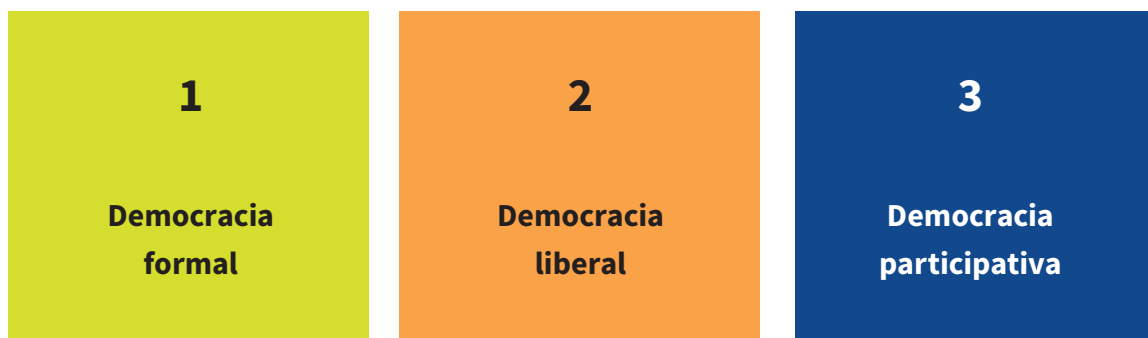 1
Democracia
formal
2
Democracia
liberal
3
Democracia
participativa